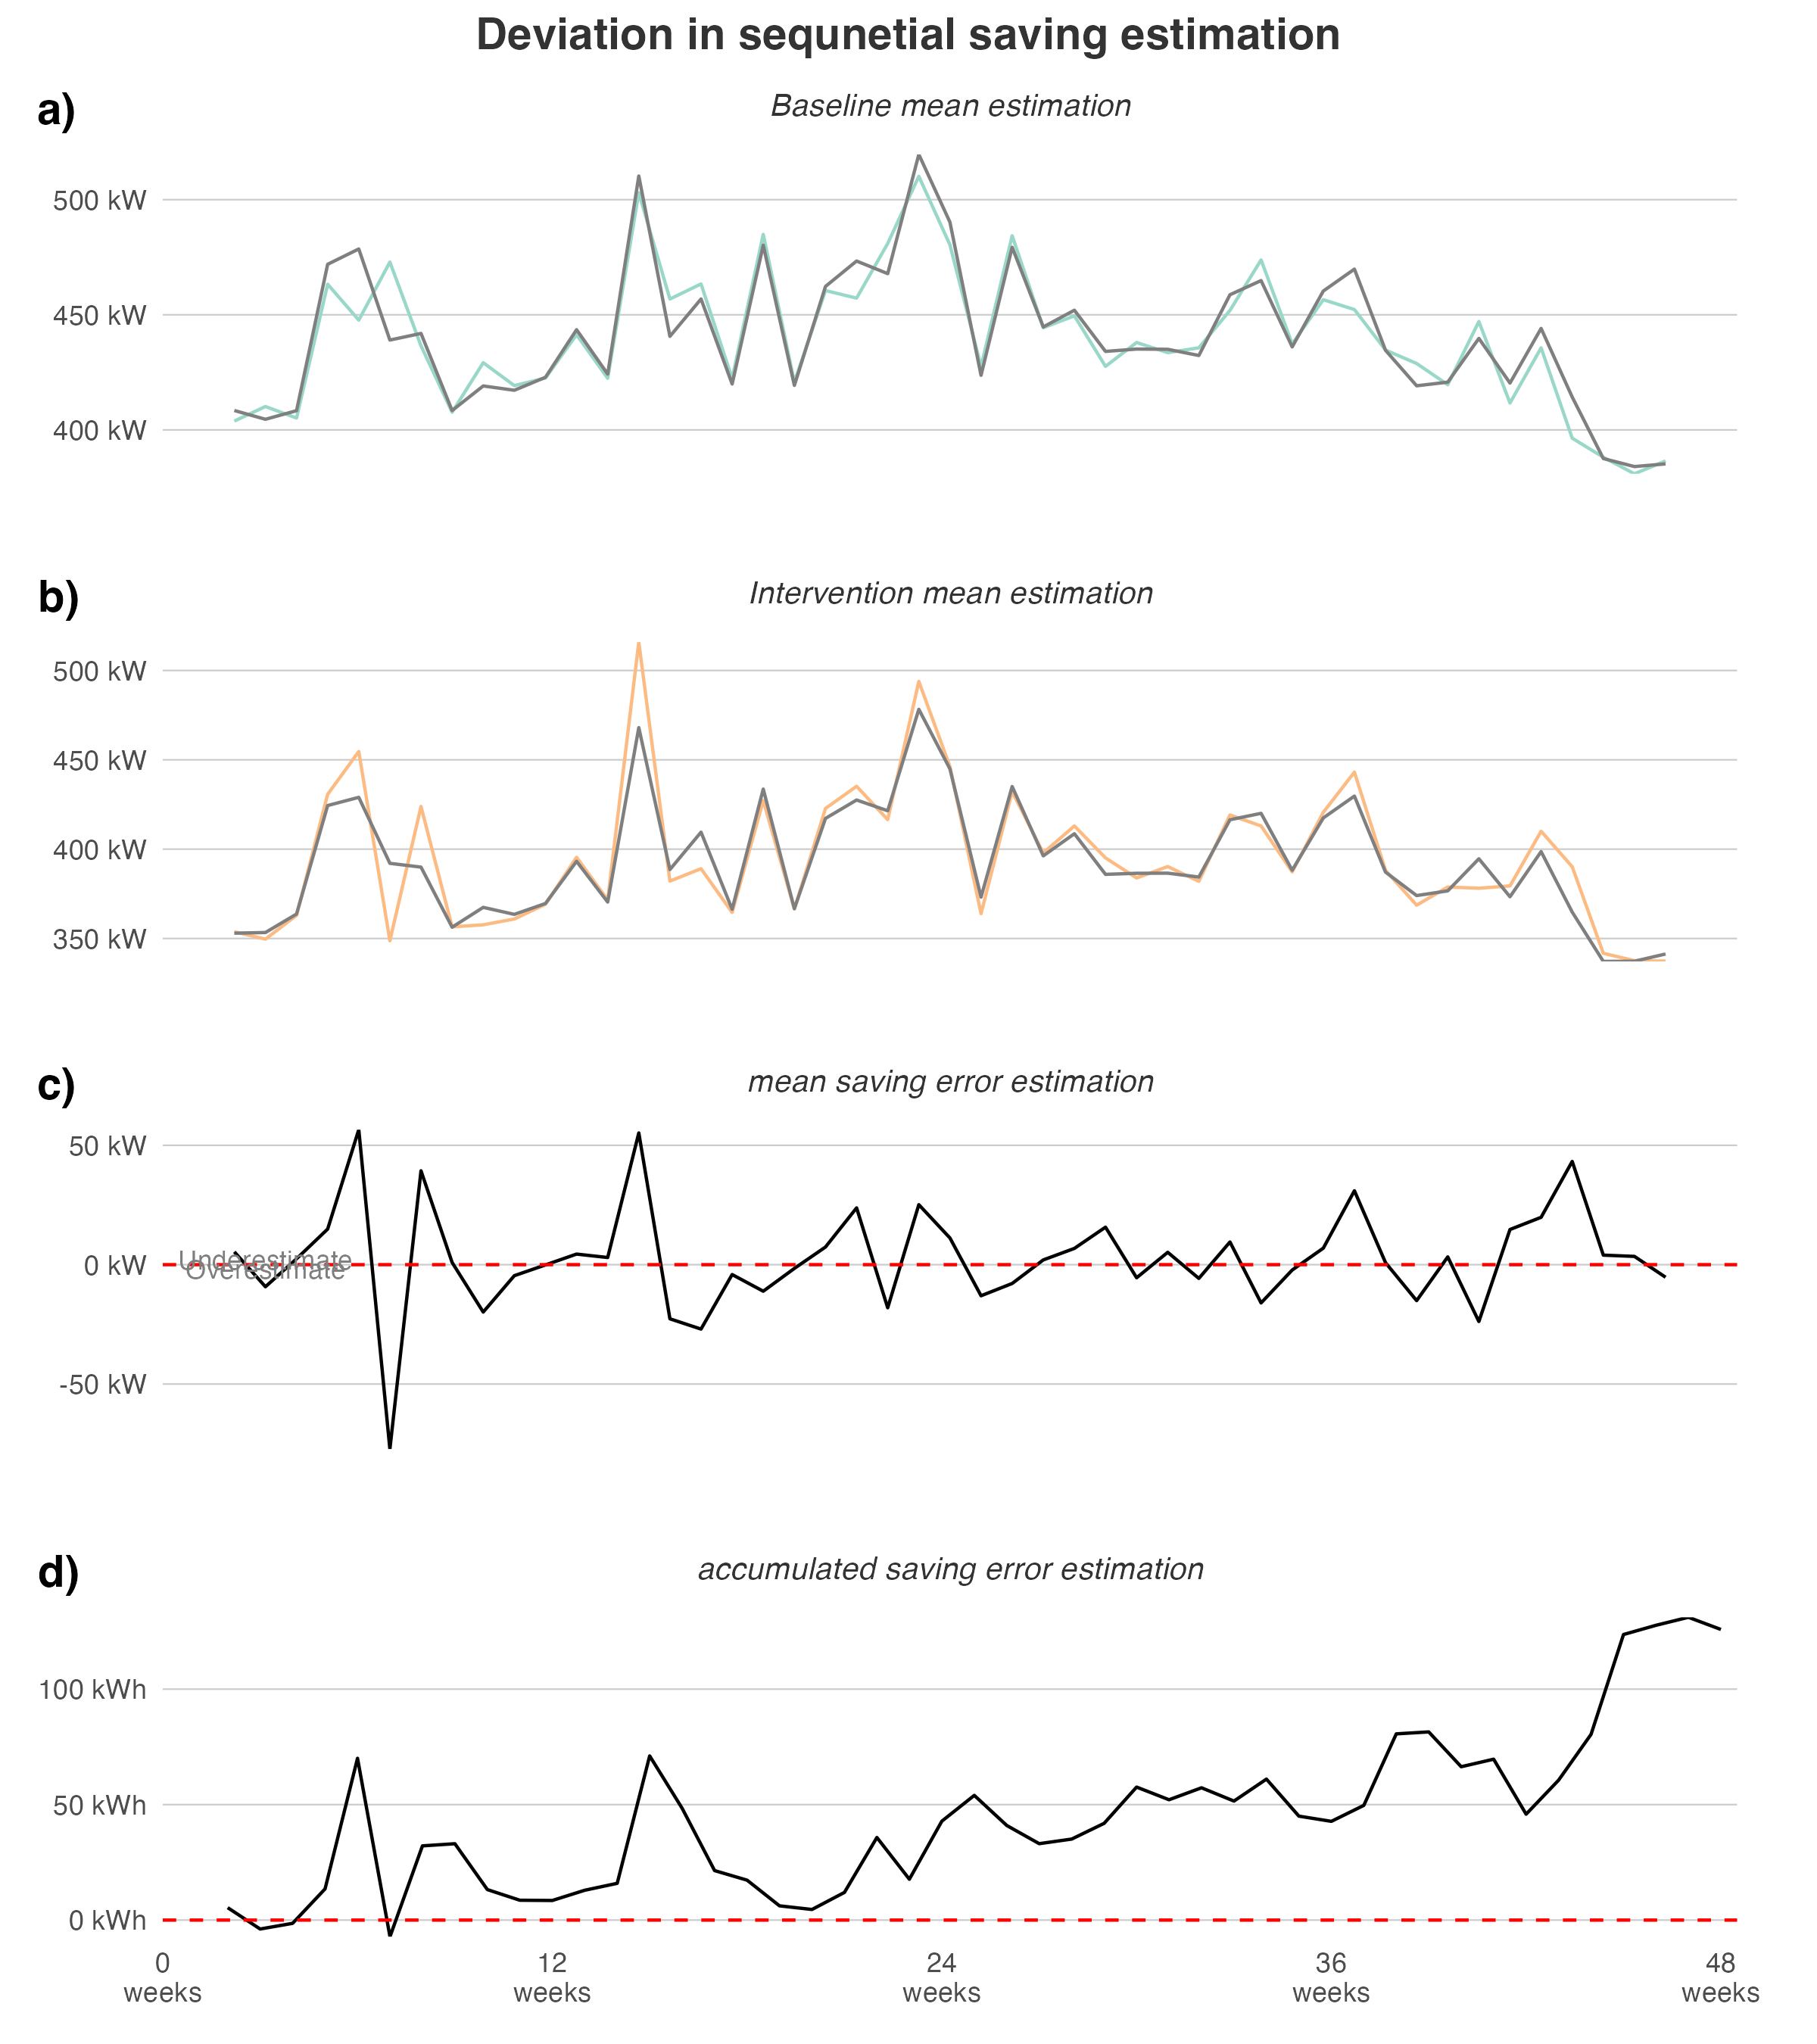 Deviation in sequnetial saving estimation
a)
Baseline mean estimation
500 kW
450 kW
400 kW
b)
Intervention mean estimation
500 kW
450 kW
400 kW
350 kW
c)
mean saving error estimation
50 kW
Underestimate
0 kW
Overestimate
-50 kW
d)
accumulated saving error estimation
100 kWh
50 kWh
0 kWh
0 12 24 36 48
weeks weeks weeks weeks weeks